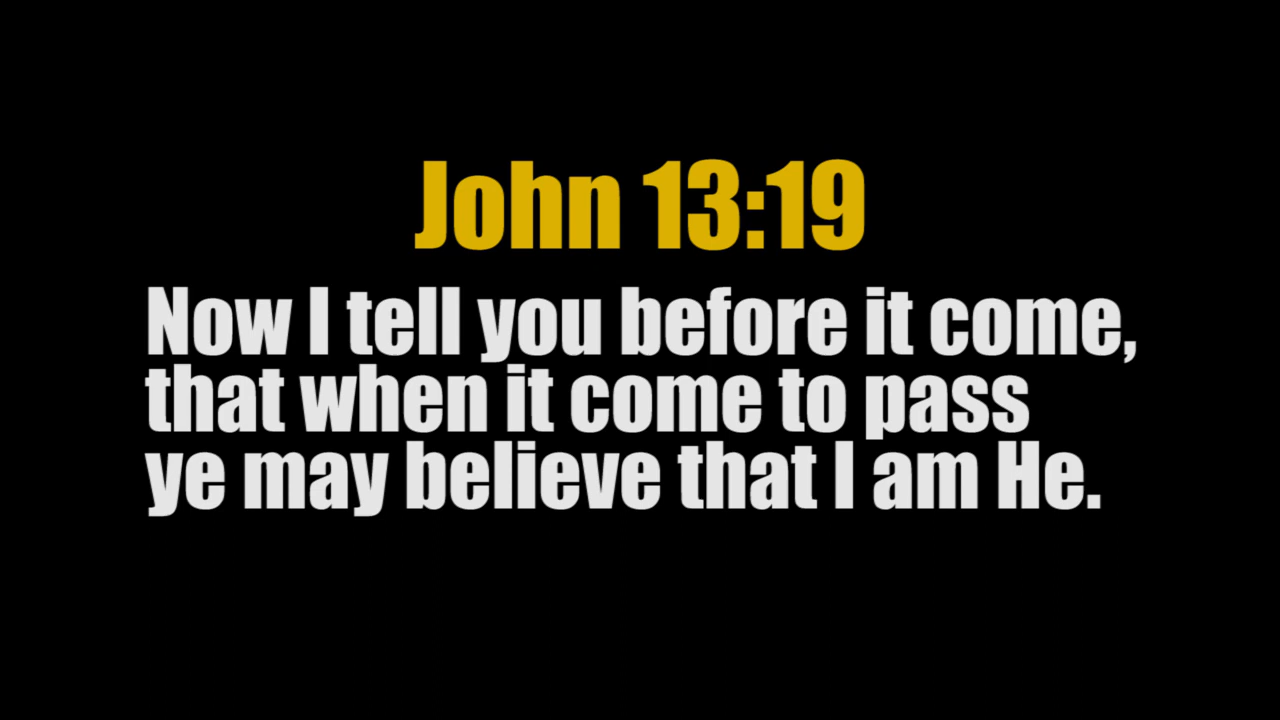 John 13:19
Now I tell you before it come,
that when it come to pass
ye may believe that I am He.